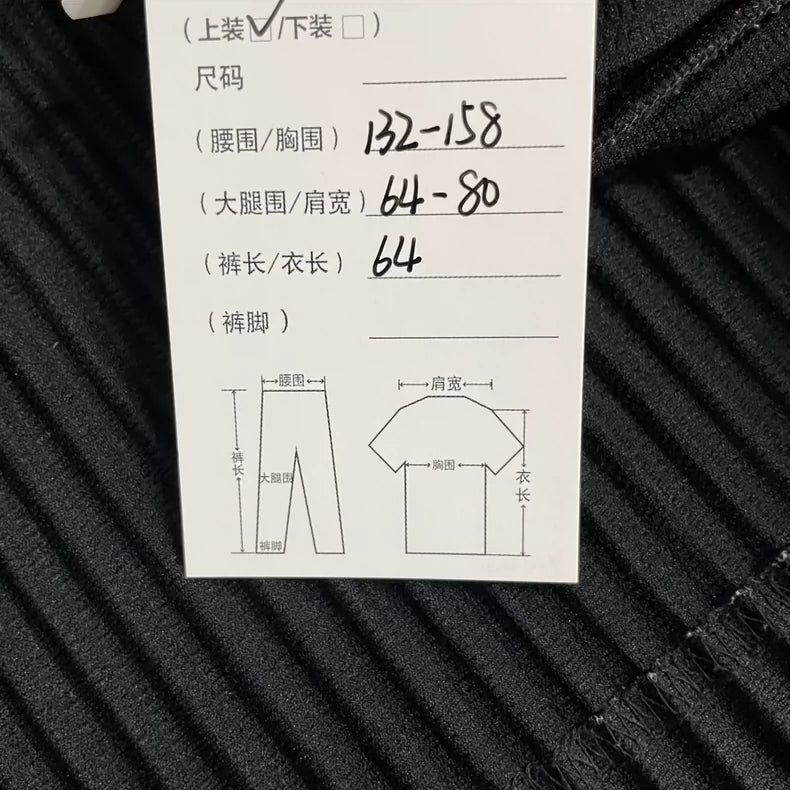 (上装☑/下装□)
尺码
(腰围/胸围) 132-158
(大腿围/肩宽) 64-80
(裤长/衣长) 64
(裤脚)
腰围
裤长
大腿围
裤脚
肩宽
胸围
衣长